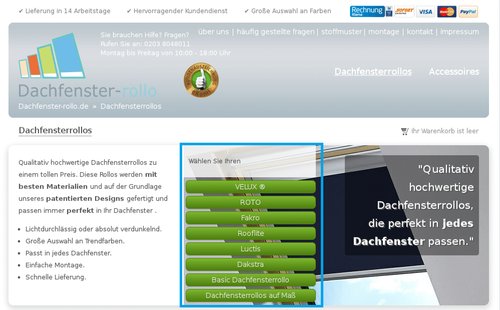 ✔ Lieferung in 14 Arbeitstage ✔ Hervorragender Kundendienst ✔ Große Auswahl an Farben
Rechnung VISA PayPal
Sie brauchen Hilfe? Fragen?
Rufen Sie an: 0203 8048011
Montag bis Freitag von 10:00 - 18:00 Uhr
über uns | häufig gestellte fragen | stoffmuster | montage | kontakt | impressum
Dachfenster-rollo
Dachfensterrollos Accessoires
Dachfenster-rollo.de » Dachfensterrollos
Dachfensterrollos
Ihr Warenkorb ist leer
Qualitativ hochwertige Dachfensterrollos zu
einem tollen Preis. Diese Rollos werden mit
besten Materialien und auf der Grundlage
unseres patentierten Designs gefertigt und
passen immer perfekt in Ihr Dachfenster .
• Lichtdurchlässig oder absolut verdunkelnd.
• Große Auswahl an Trendfarben.
• Passt in jedes Dachfenster.
• Einfache Montage.
• Schnelle Lieferung.
Wählen Sie Ihren
VELUX ®
ROTO
Fakro
Rooflite
Luctis
Dakstra
Basic Dachfensterrollo
Dachfensterrollos auf Maß
"Qualitativ
hochwertige
Dachfensterrollos,
die perfekt in jedes
Dachfenster passen."